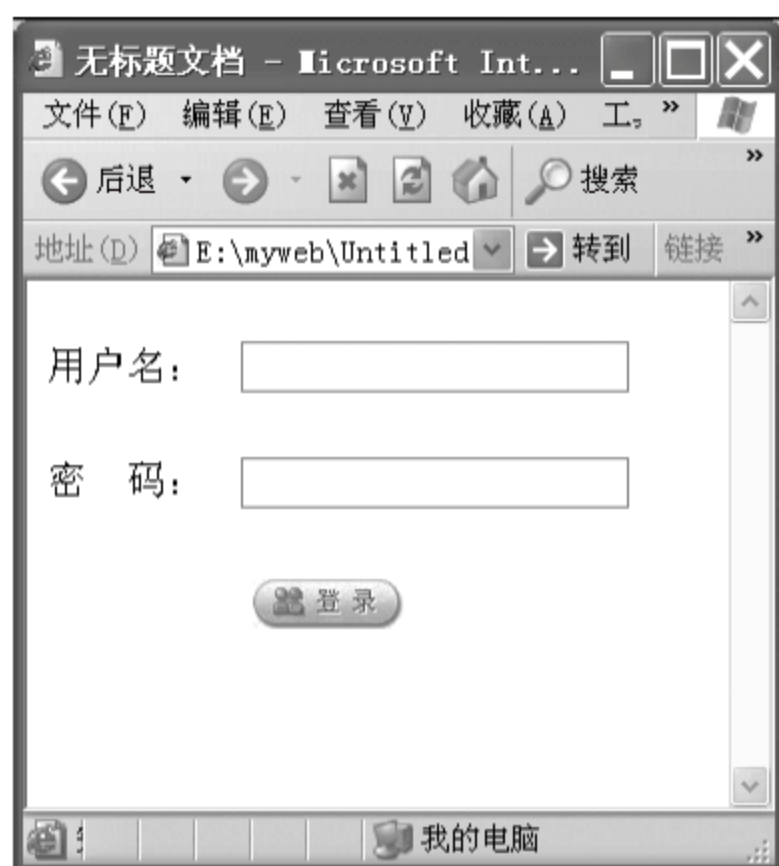 无标题文档 - Microsoft Int...
文件(F) 编辑(E) 查看(V) 收藏(A) 工 »
后退 搜索 »
地址(D) E:\myweb\Untitled 转到 链接 »
用户名：
密 码：
登 录
我的电脑